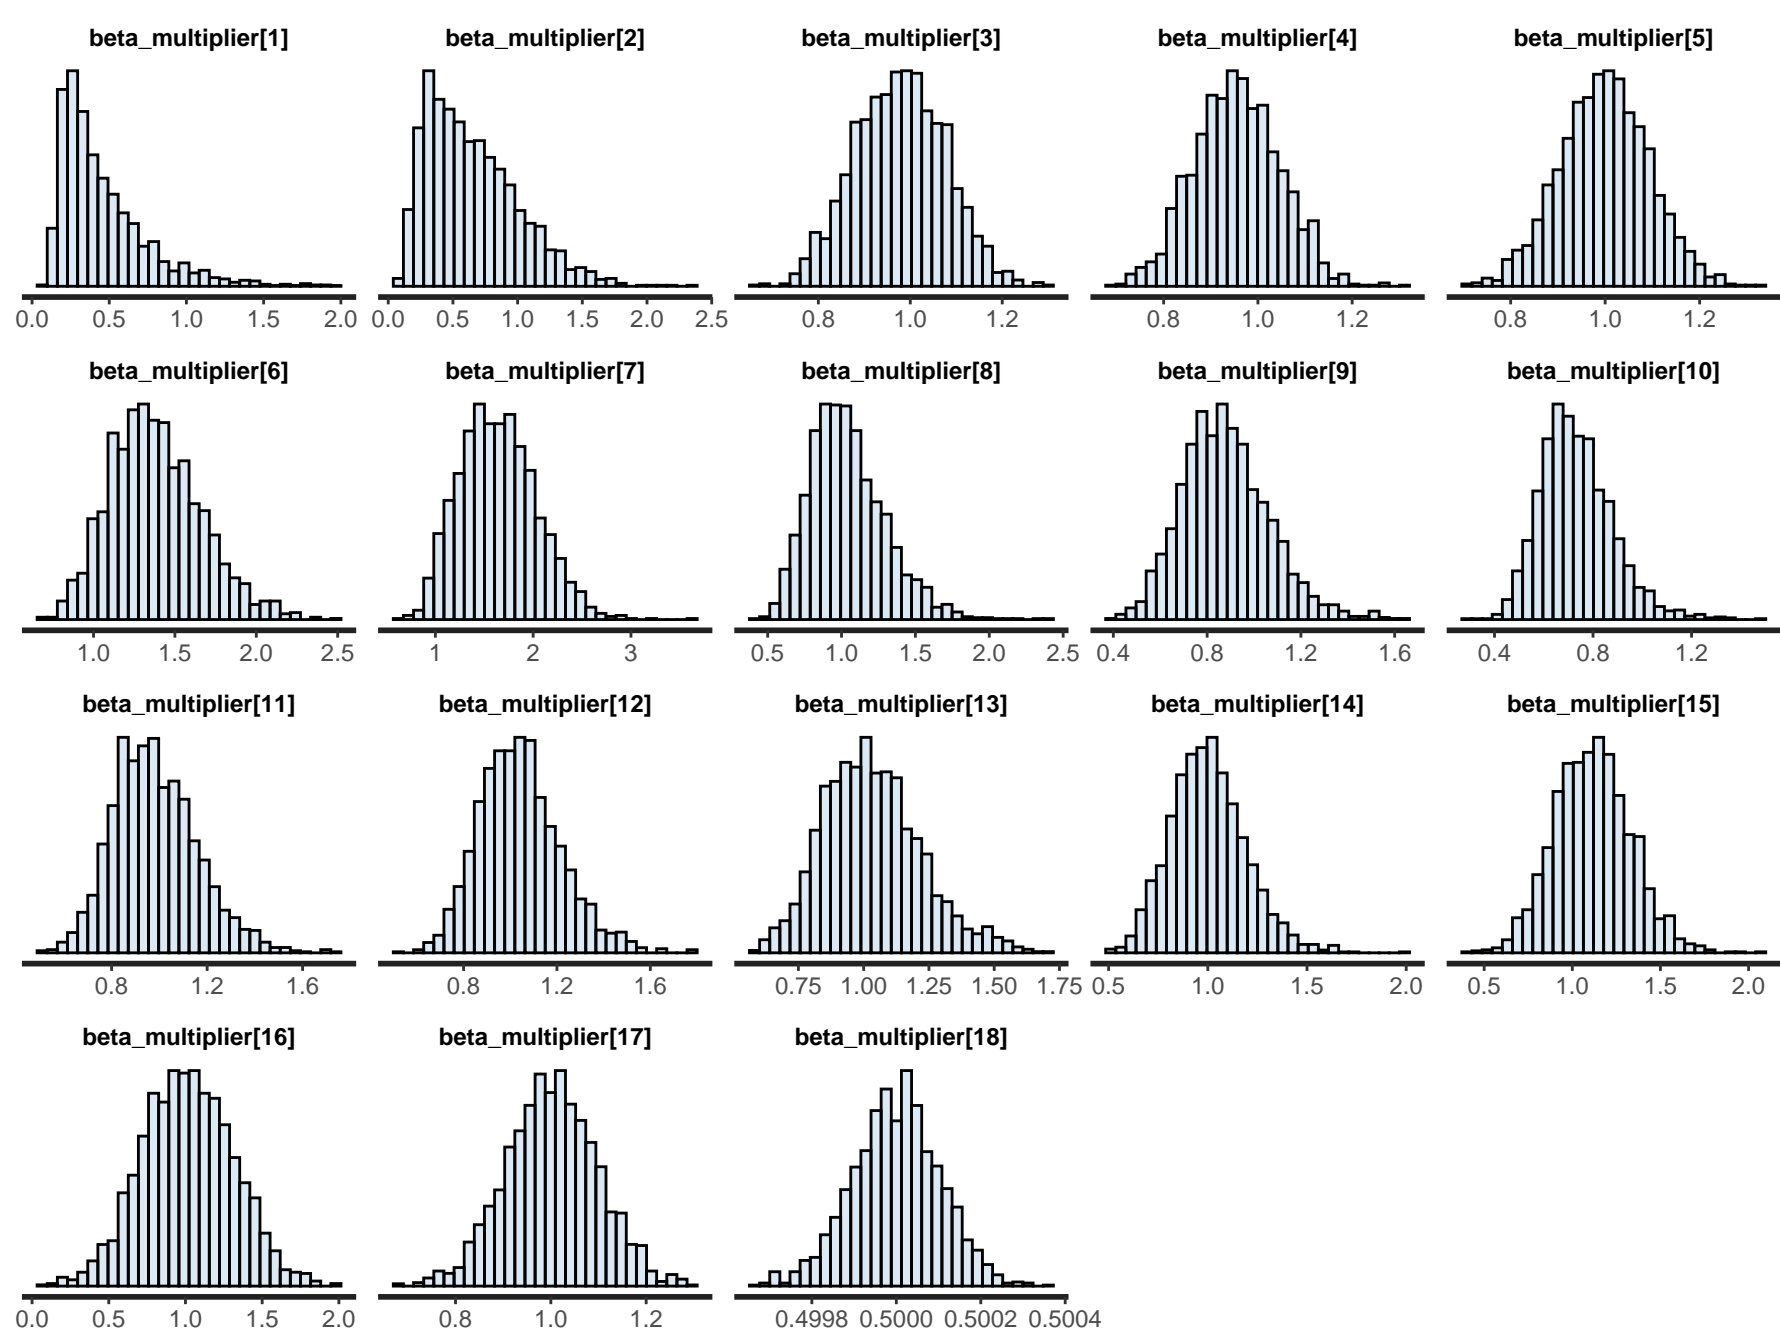 beta_multiplier[1] beta_multiplier[2] beta_multiplier[3] beta_multiplier[4] beta_multiplier[5]
0.0 0.5 1.0 1.5 2.0 0.0 0.5 1.0 1.5 2.0 2.5 0.8 1.0 1.2 0.8 1.0 1.2 0.8 1.0 1.2
beta_multiplier[6] beta_multiplier[7] beta_multiplier[8] beta_multiplier[9] beta_multiplier[10]
1.0 1.5 2.0 2.5 1 2 3 0.5 1.0 1.5 2.0 2.5 0.4 0.8 1.2 1.6 0.4 0.8 1.2
beta_multiplier[11] beta_multiplier[12] beta_multiplier[13] beta_multiplier[14] beta_multiplier[15]
0.8 1.2 1.6 0.8 1.2 1.6 0.75 1.00 1.25 1.50 1.75 0.5 1.0 1.5 2.0 0.5 1.0 1.5 2.0
beta_multiplier[16] beta_multiplier[17] beta_multiplier[18]
0.0 0.5 1.0 1.5 2.0 0.8 1.0 1.2 0.4998 0.5000 0.5002 0.5004